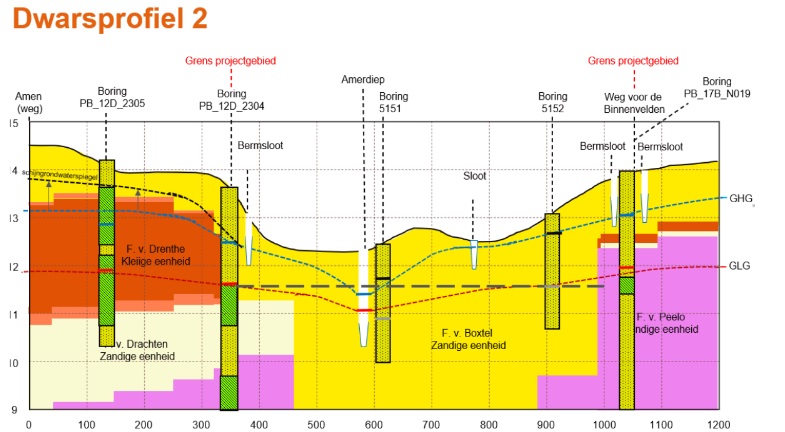 Dwarsprofiel 2
Grens projectgebied
Grens projectgebied
Amen
(weg)
Boring
PB_12D_2305
Boring
PB_12D_2304
Amerdiep
Boring
5151
Boring
5152
Weg voor de
Binnenvelden
Boring
PB_17B_N019
Bermsloot
Sloot
Bermsloot
Bermsloot
schijngrondwaterspiegel
GHG
GLG
F. v. Drenthe
Kleiige eenheid
v. Drachten
Zandige eenheid
F. v. Boxtel
Zandige eenheid
F. v. Peelo
ndige eenheid
15
14
13
12
11
10
9
0 100 200 300 400 500 600 700 800 900 1000 1100 1200